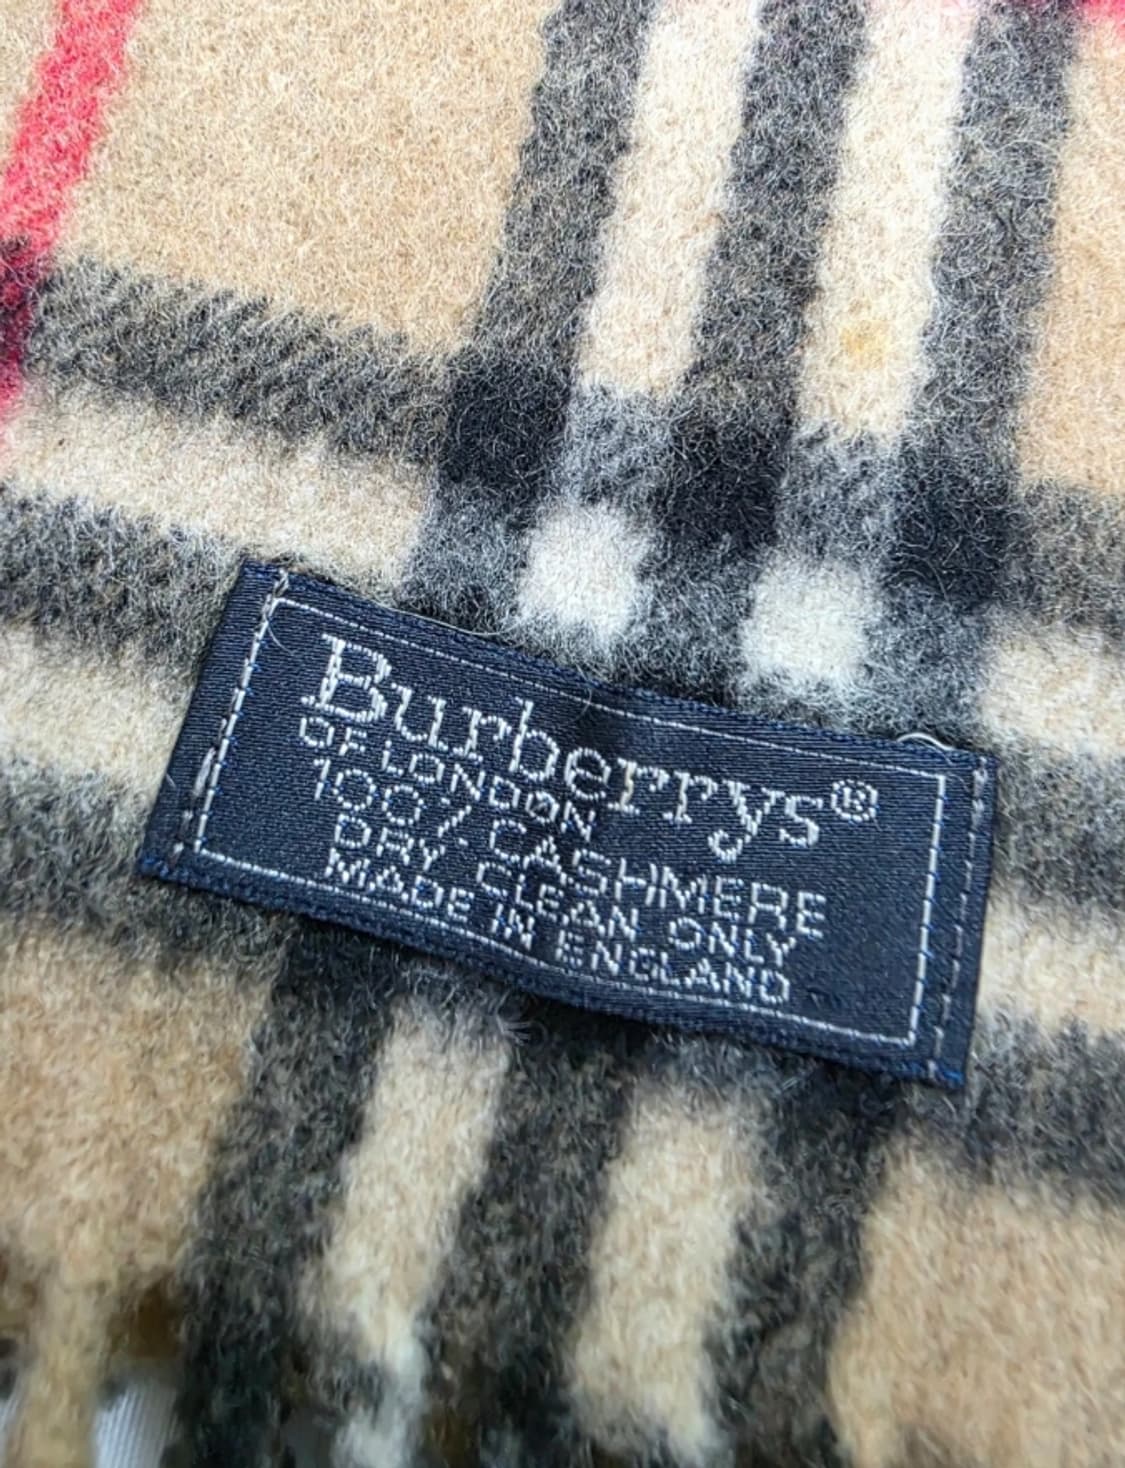 Burberrys®
OF LONDON
100% CASHMERE
DRY CLEAN ONLY
MADE IN ENGLAND